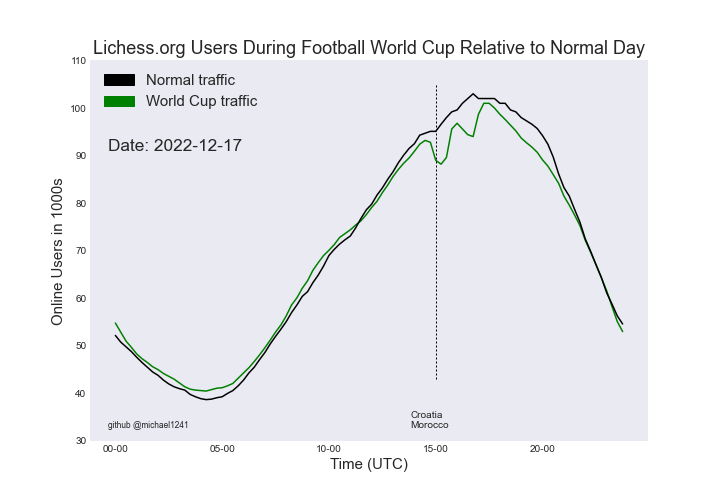 Lichess.org Users During Football World Cup Relative to Normal Day
110
100
90
80
70
60
50
40
30
Online Users in 1000s
Normal traffic
World Cup traffic
Date: 2022-12-17
Croatia
Morocco
github @michael1241
00-00
05-00
10-00
15-00
20-00
Time (UTC)